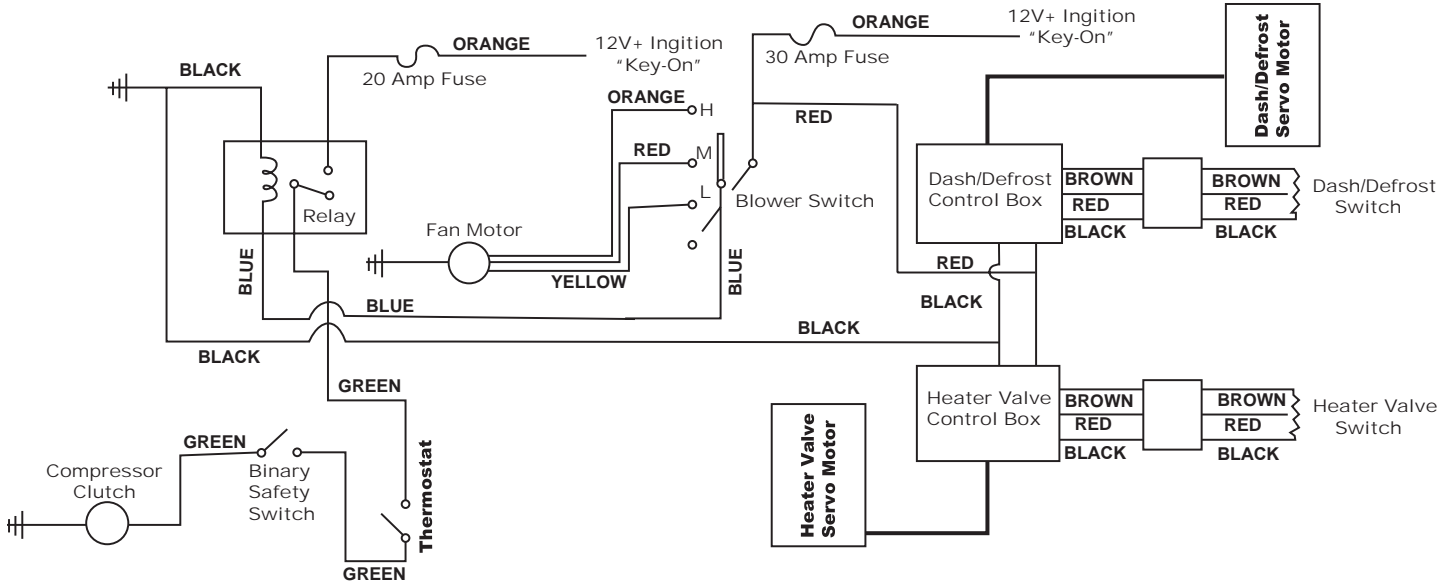 ORANGE
12V+ Ingition
"Key-On"
20 Amp Fuse
BLACK
ORANGE
12V+ Ingition
"Key-On"
30 Amp Fuse
Dash/Defrost
Servo Motor
ORANGE
H
RED
RED
M
L
Blower Switch
Relay
Fan Motor
YELLOW
BLUE
BLUE
BLUE
Dash/Defrost
Control Box
BROWN
RED
BLACK
BROWN
RED
BLACK
Dash/Defrost
Switch
RED
BLACK
BLACK
BLACK
GREEN
Heater Valve
Control Box
BROWN
RED
BLACK
BROWN
RED
BLACK
Heater Valve
Switch
Heater Valve
Servo Motor
GREEN
Compressor
Clutch
Binary
Safety
Switch
Thermostat
GREEN